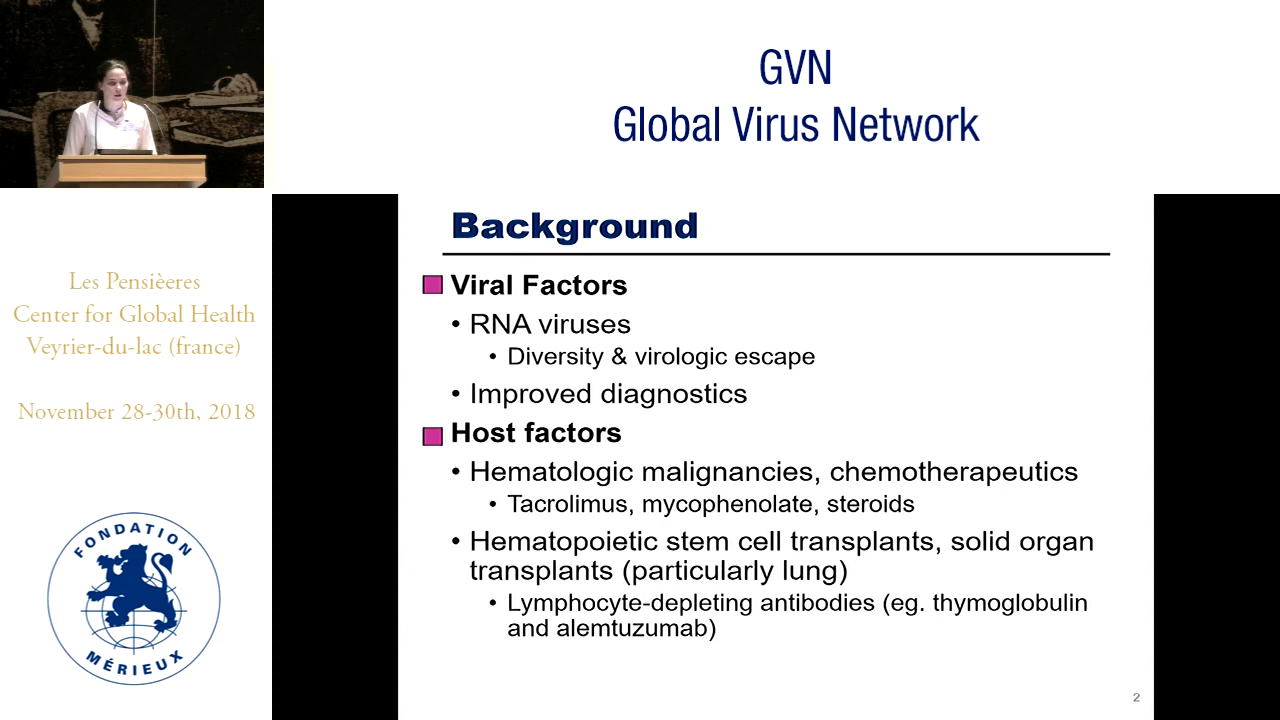 GVN
Global Virus Network
Les Pensièeres
Center for Global Health
Veyrier-du-lac (france)
November 28-30th, 2018
FONDATION
MÉRIEUX
Background
Viral Factors
• RNA viruses
• Diversity & virologic escape
• Improved diagnostics
Host factors
• Hematologic malignancies, chemotherapeutics
• Tacrolimus, mycophenolate, steroids
• Hematopoietic stem cell transplants, solid organ
transplants (particularly lung)
• Lymphocyte-depleting antibodies (eg. thymoglobulin
and alemtuzumab)
2